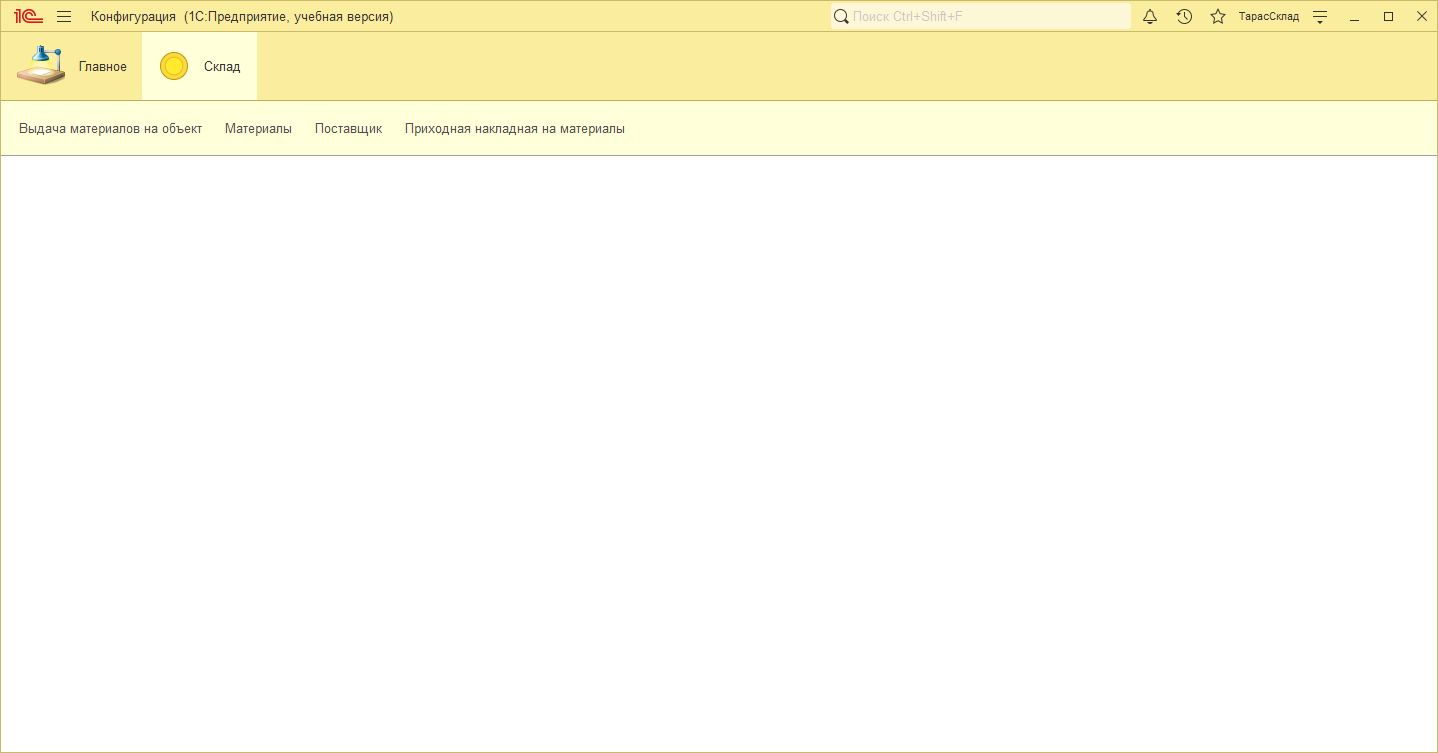 1С Конфигурация (1С:Предприятие, учебная версия) Поиск Ctrl+Shift+F ТарасСклад
Главное Склад
Выдача материалов на объект Материалы Поставщик Приходная накладная на материалы